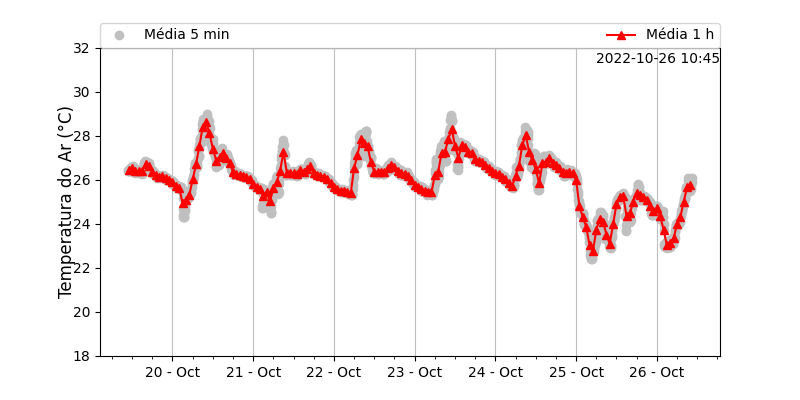 Média 5 min
Média 1 h
2022-10-26 10:45
Temperatura do Ar (°C)
32
30
28
26
24
22
20
18
20 - Oct
21 - Oct
22 - Oct
23 - Oct
24 - Oct
25 - Oct
26 - Oct